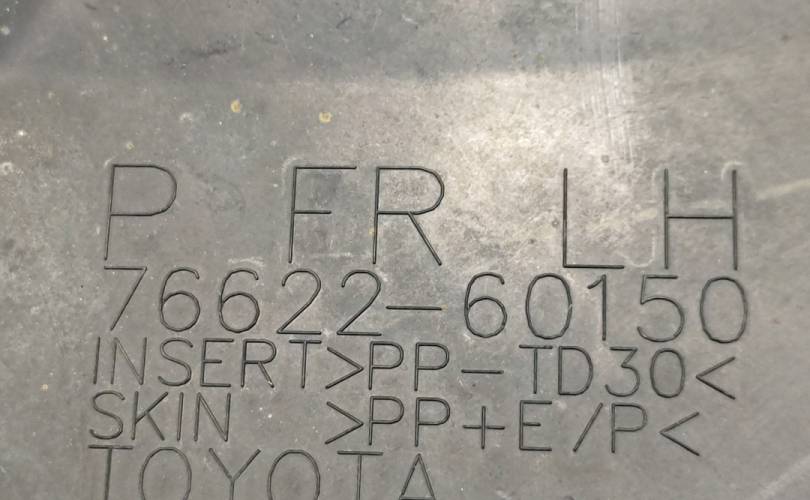 P FR LH
76622-60150
INSERT>PP-TD30<
SKIN >PP+E/P<
TOYOTA